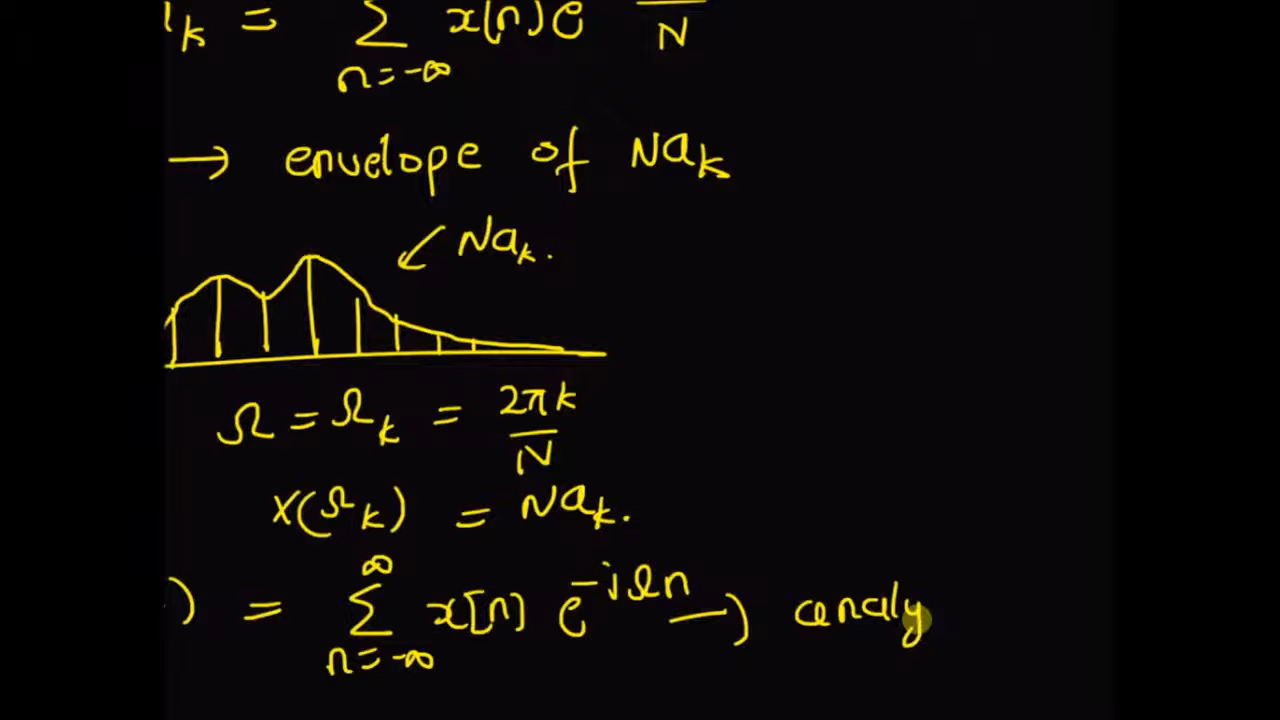 k = Σ x(n) e N
n=-∞
→ envelope of Nak
↙ Nak.
Ω = Ωk = 2πk
N
X(Ωk) = Nak.
∞
) = Σ x[n] e^-jΩn → analy
n=-∞